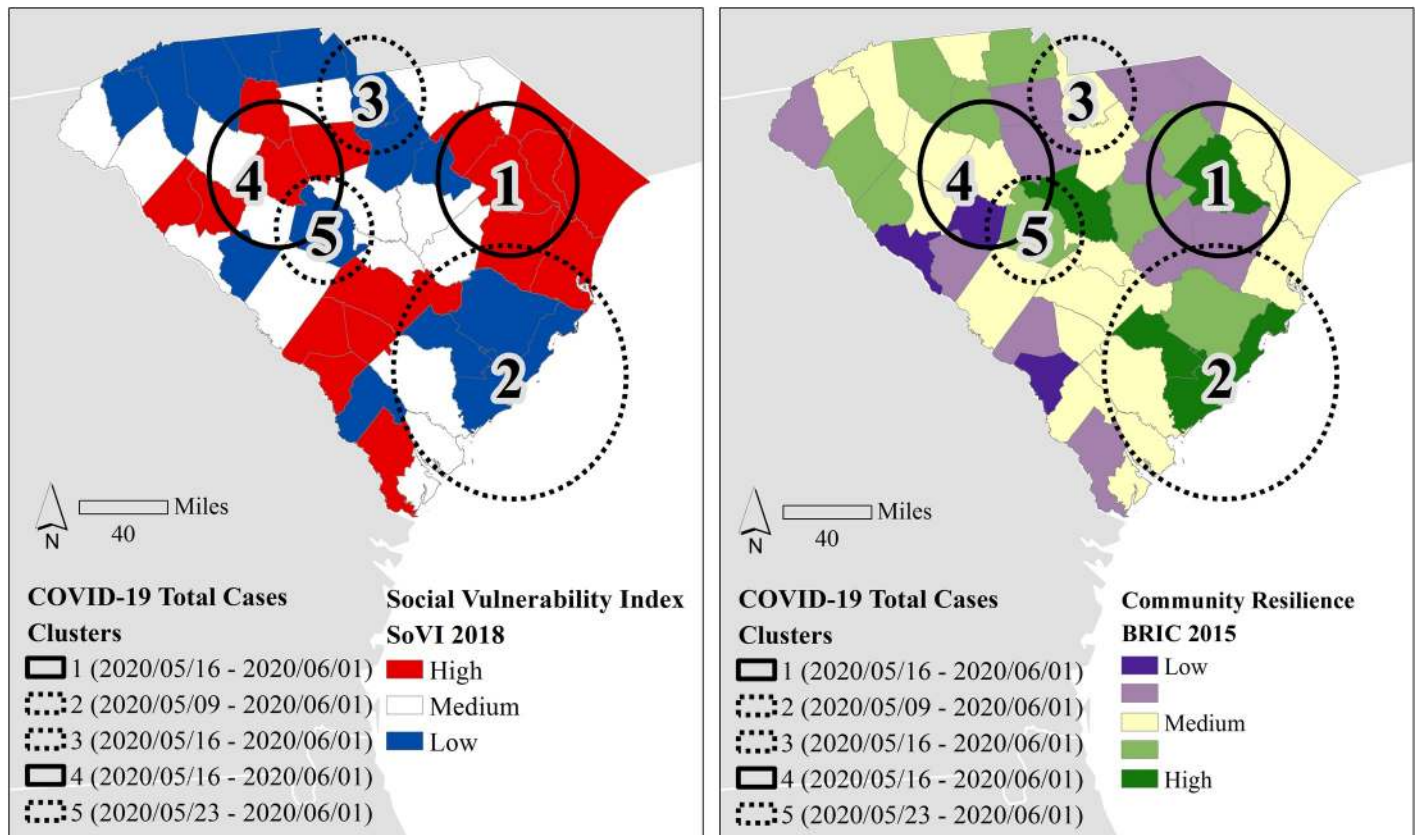 3
4
1
5
2
N
Miles
40
COVID-19 Total Cases
Clusters
1 (2020/05/16 - 2020/06/01)
2 (2020/05/09 - 2020/06/01)
3 (2020/05/16 - 2020/06/01)
4 (2020/05/16 - 2020/06/01)
5 (2020/05/23 - 2020/06/01)
Social Vulnerability Index
SoVI 2018
High
Medium
Low
3
4
1
5
2
N
Miles
40
COVID-19 Total Cases
Clusters
1 (2020/05/16 - 2020/06/01)
2 (2020/05/09 - 2020/06/01)
3 (2020/05/16 - 2020/06/01)
4 (2020/05/16 - 2020/06/01)
5 (2020/05/23 - 2020/06/01)
Community Resilience
BRIC 2015
Low
Medium
High